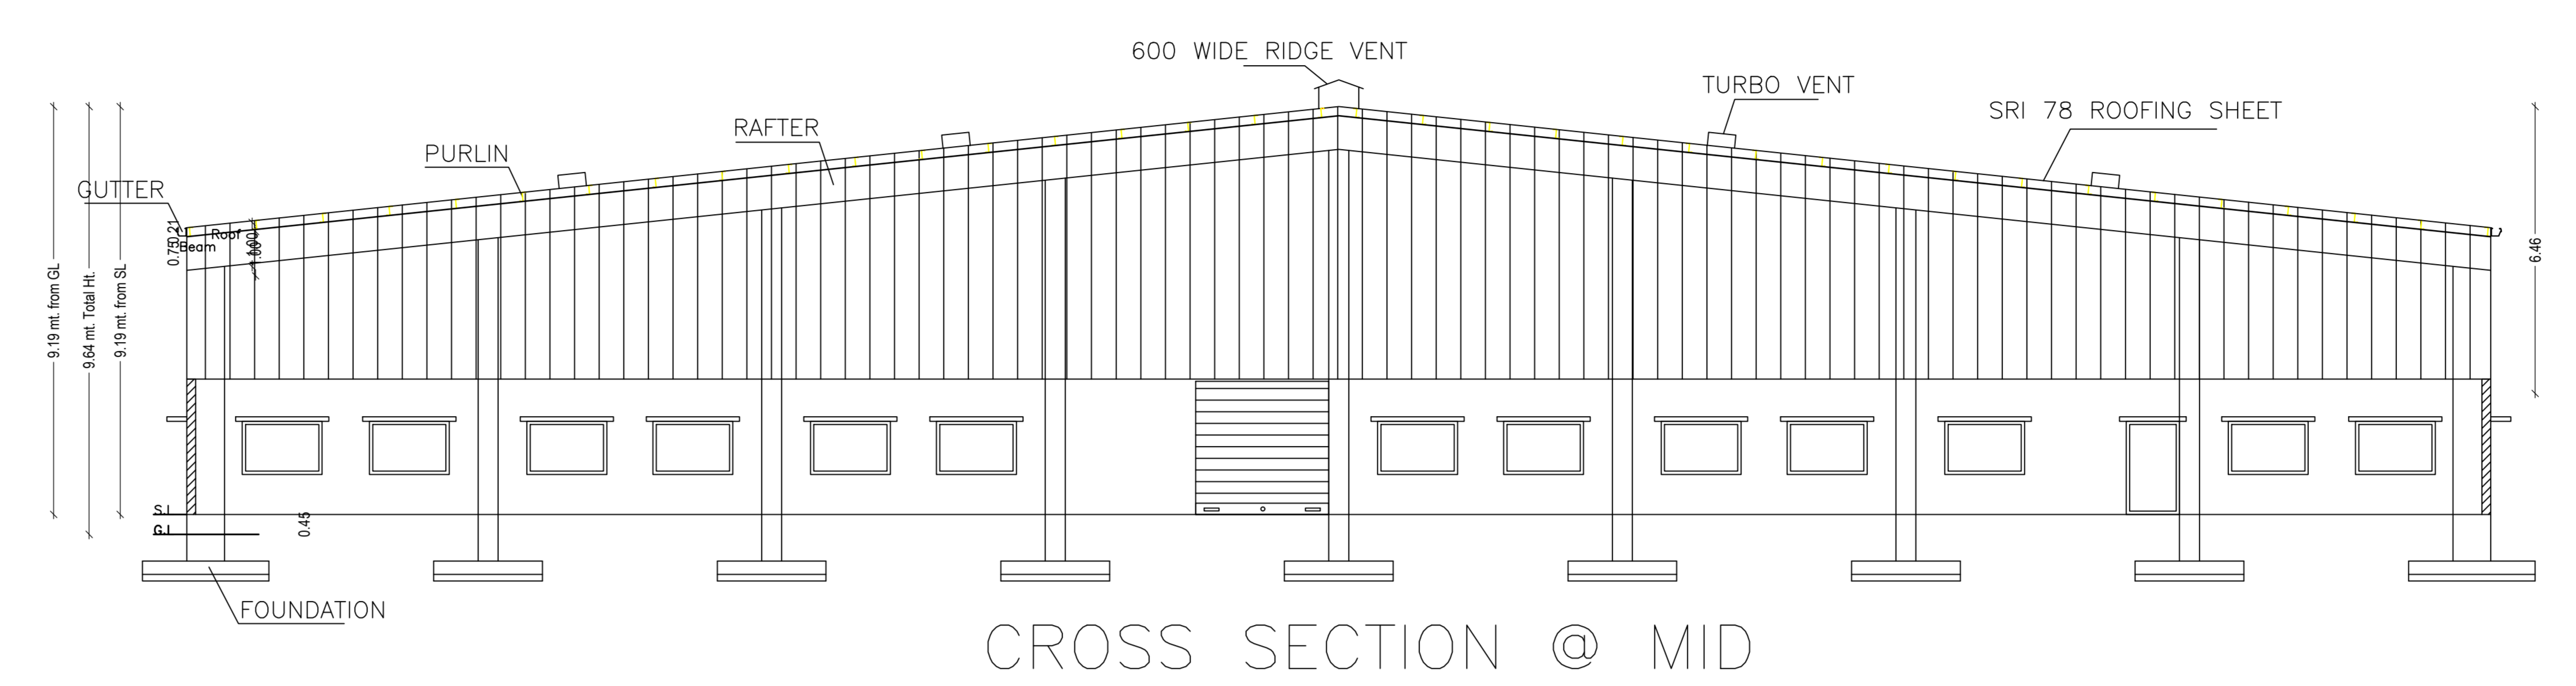 600 WIDE RIDGE VENT
TURBO VENT
SRI 78 ROOFING SHEET
RAFTER
PURLIN
GUTTER
0.21
0.75
Roof
Beam
1.00
9.19 mt. from GL
9.64 mt. Total Ht.
9.19 mt. from SL
6.46
S.L
G.L
0.45
FOUNDATION
CROSS SECTION @ MID